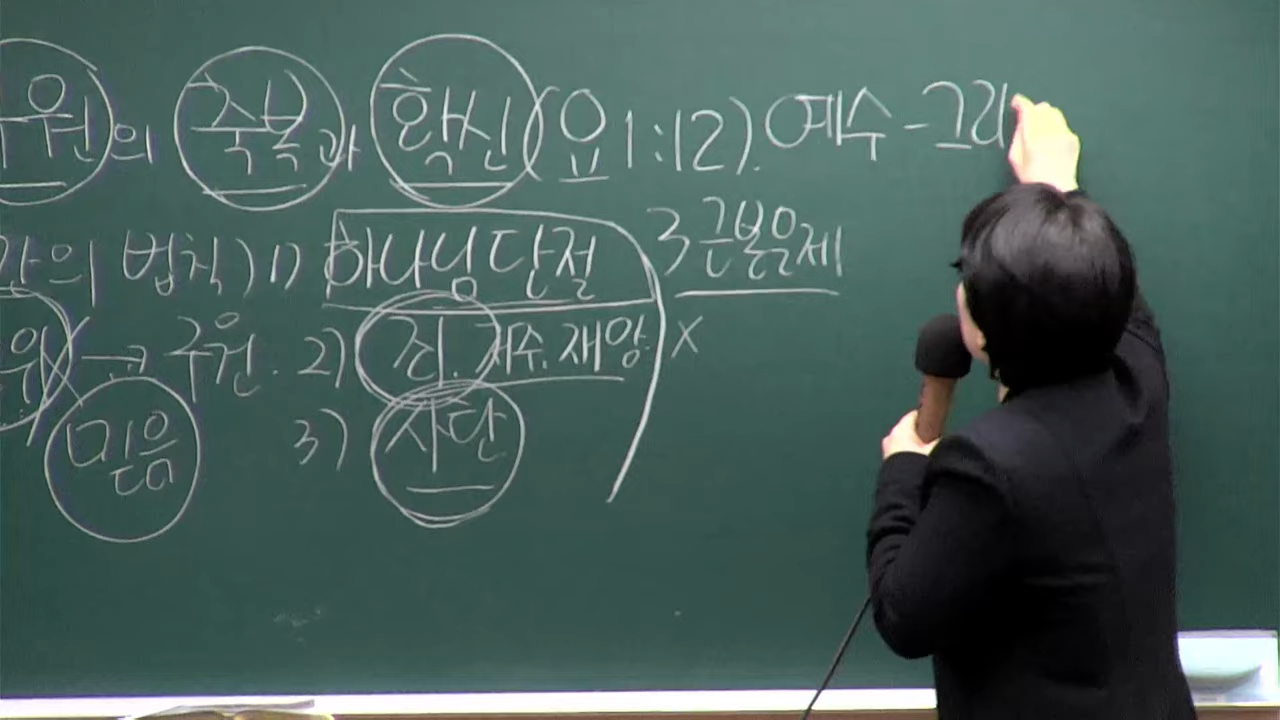 구원의 축복과 확신(요 1:12). 예수-그리
의 법칙) 1) 하나님 단절 3 근본문제
→ 구원. 2) 죄. 저수. 재앙 X
믿음 3) 사단